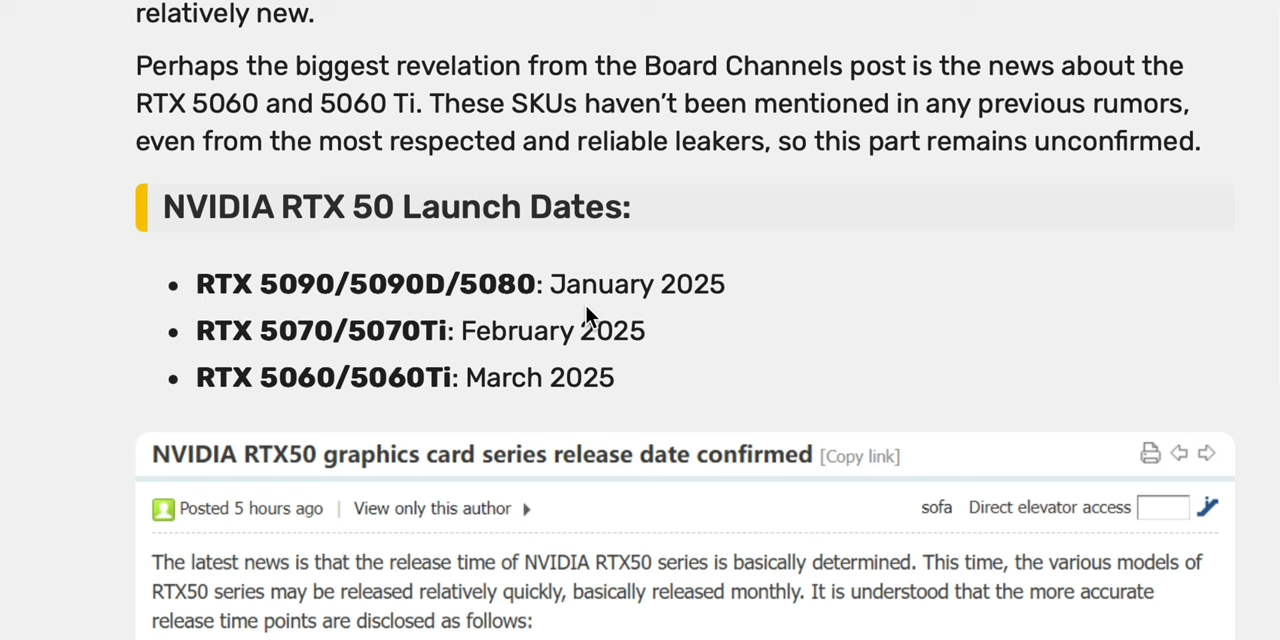 relatively new.
Perhaps the biggest revelation from the Board Channels post is the news about the
RTX 5060 and 5060 Ti. These SKUs haven’t been mentioned in any previous rumors,
even from the most respected and reliable leakers, so this part remains unconfirmed.
NVIDIA RTX 50 Launch Dates:
• RTX 5090/5090D/5080: January 2025
• RTX 5070/5070Ti: February 2025
• RTX 5060/5060Ti: March 2025
NVIDIA RTX50 graphics card series release date confirmed [Copy link]
Posted 5 hours ago | View only this author sofa Direct elevator access
The latest news is that the release time of NVIDIA RTX50 series is basically determined. This time, the various models of
RTX50 series may be released relatively quickly, basically released monthly. It is understood that the more accurate
release time points are disclosed as follows: